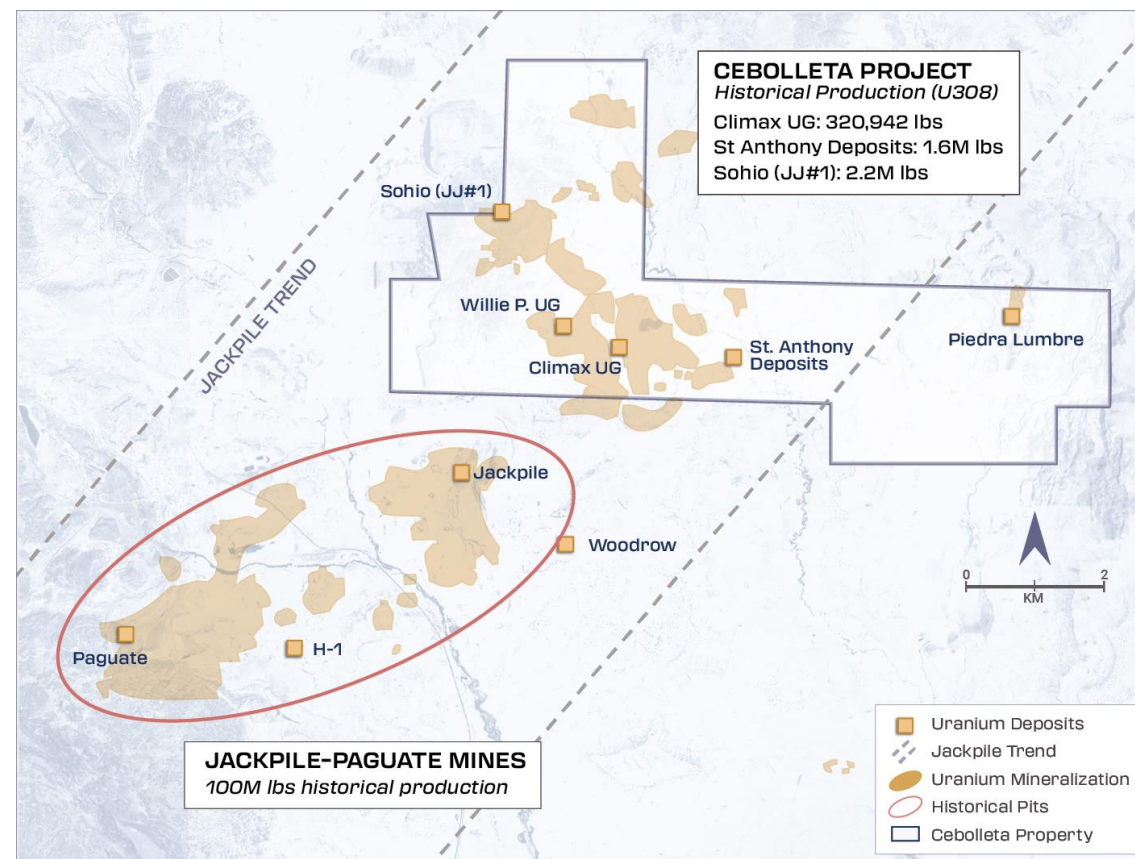 CEBOLLETA PROJECT
Historical Production (U308)
Climax UG: 320,942 lbs
St Anthony Deposits: 1.6M lbs
Sohio (JJ#1): 2.2M lbs
Sohio (JJ#1)
JACKPILE TREND
Willie P. UG
Climax UG
St. Anthony
Deposits
Piedra Lumbre
Jackpile
Woodrow
Paguate
H-1
0 2
KM
JACKPILE-PAGUATE MINES
100M lbs historical production
Uranium Deposits
Jackpile Trend
Uranium Mineralization
Historical Pits
Cebolleta Property